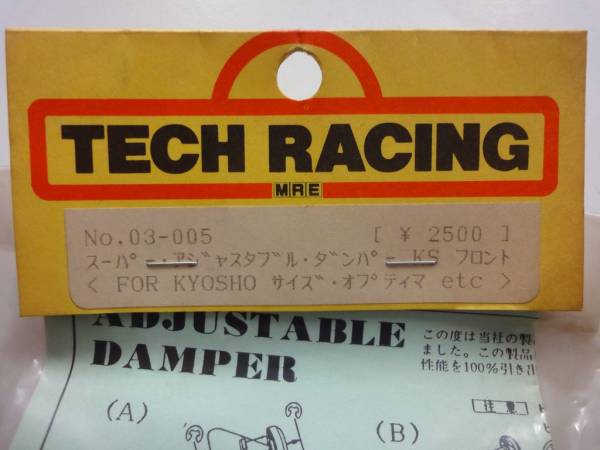 TECH RACING
MRE
No.03-005 [ ¥ 2500 ]
スーパー・アジャスタブル・ダンパー KS フロント
< FOR KYOSHO サイズ・オプティマ etc >
ADJUSTABLE
DAMPER
この度は当社の製
ました。この製品
性能を100%引き出
注意
(A)
(B)